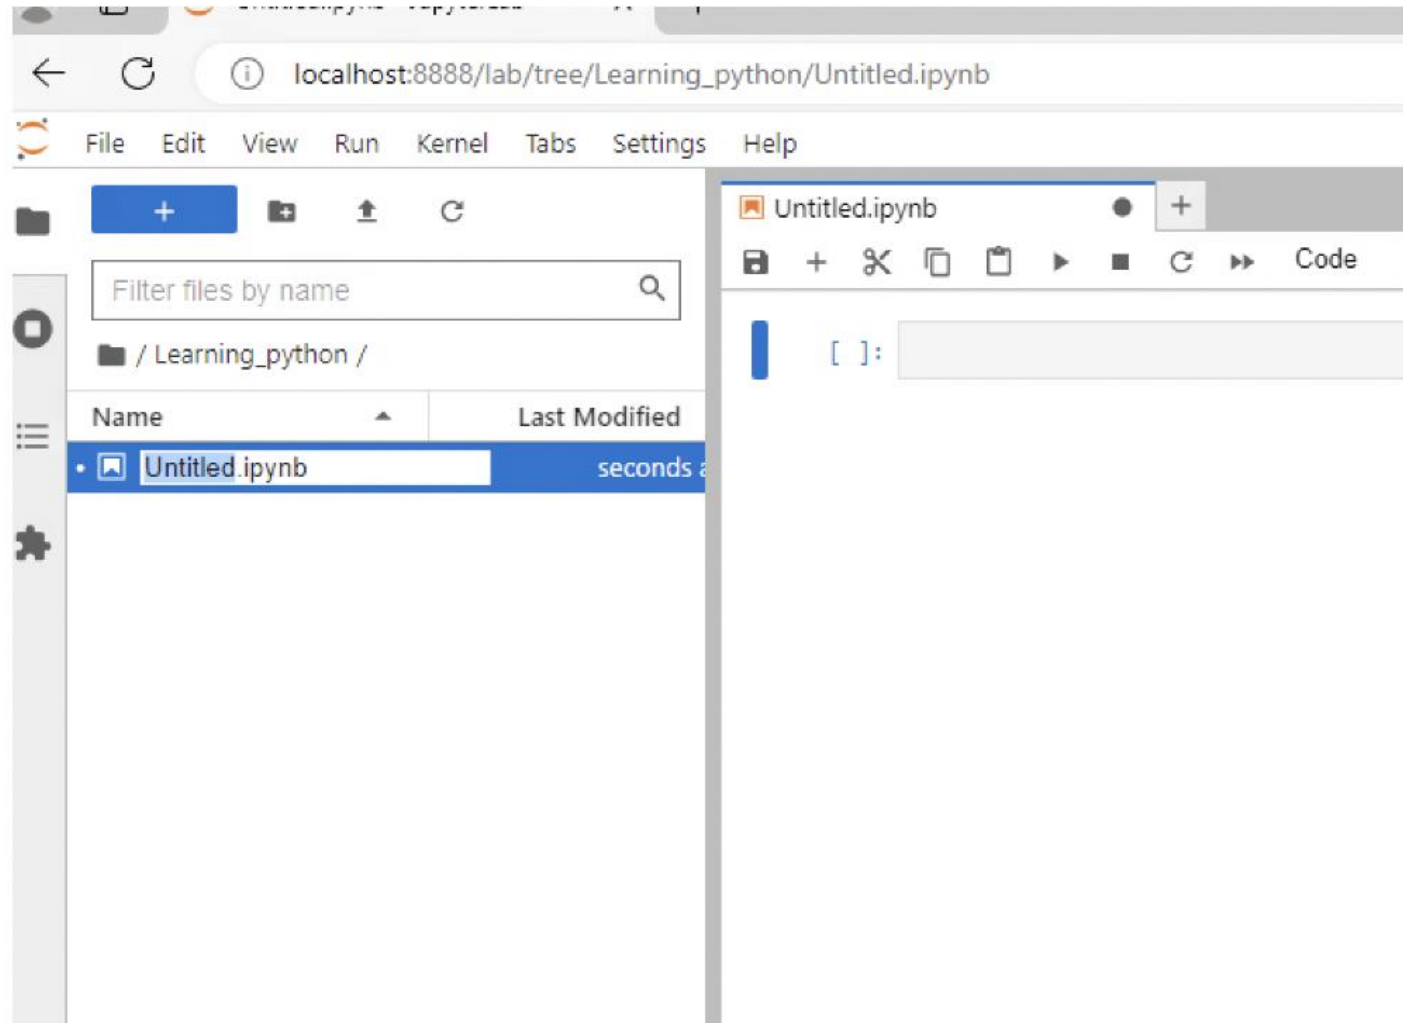 localhost:8888/lab/tree/Learning_python/Untitled.ipynb
File Edit View Run Kernel Tabs Settings Help
Untitled.ipynb
Code
Filter files by name
/ Learning_python /
[ ]:
Name Last Modified
Untitled.ipynb seconds